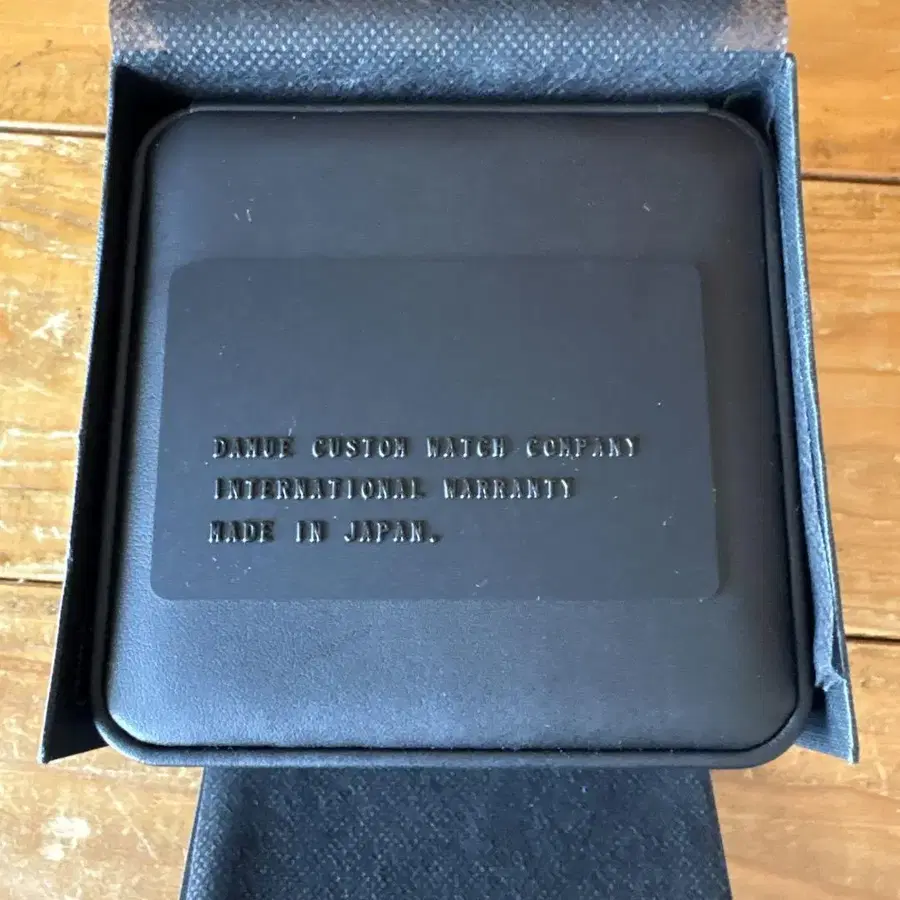 DAMUE CUSTOM WATCH COMPANY
INTERNATIONAL WARRANTY
MADE IN JAPAN.